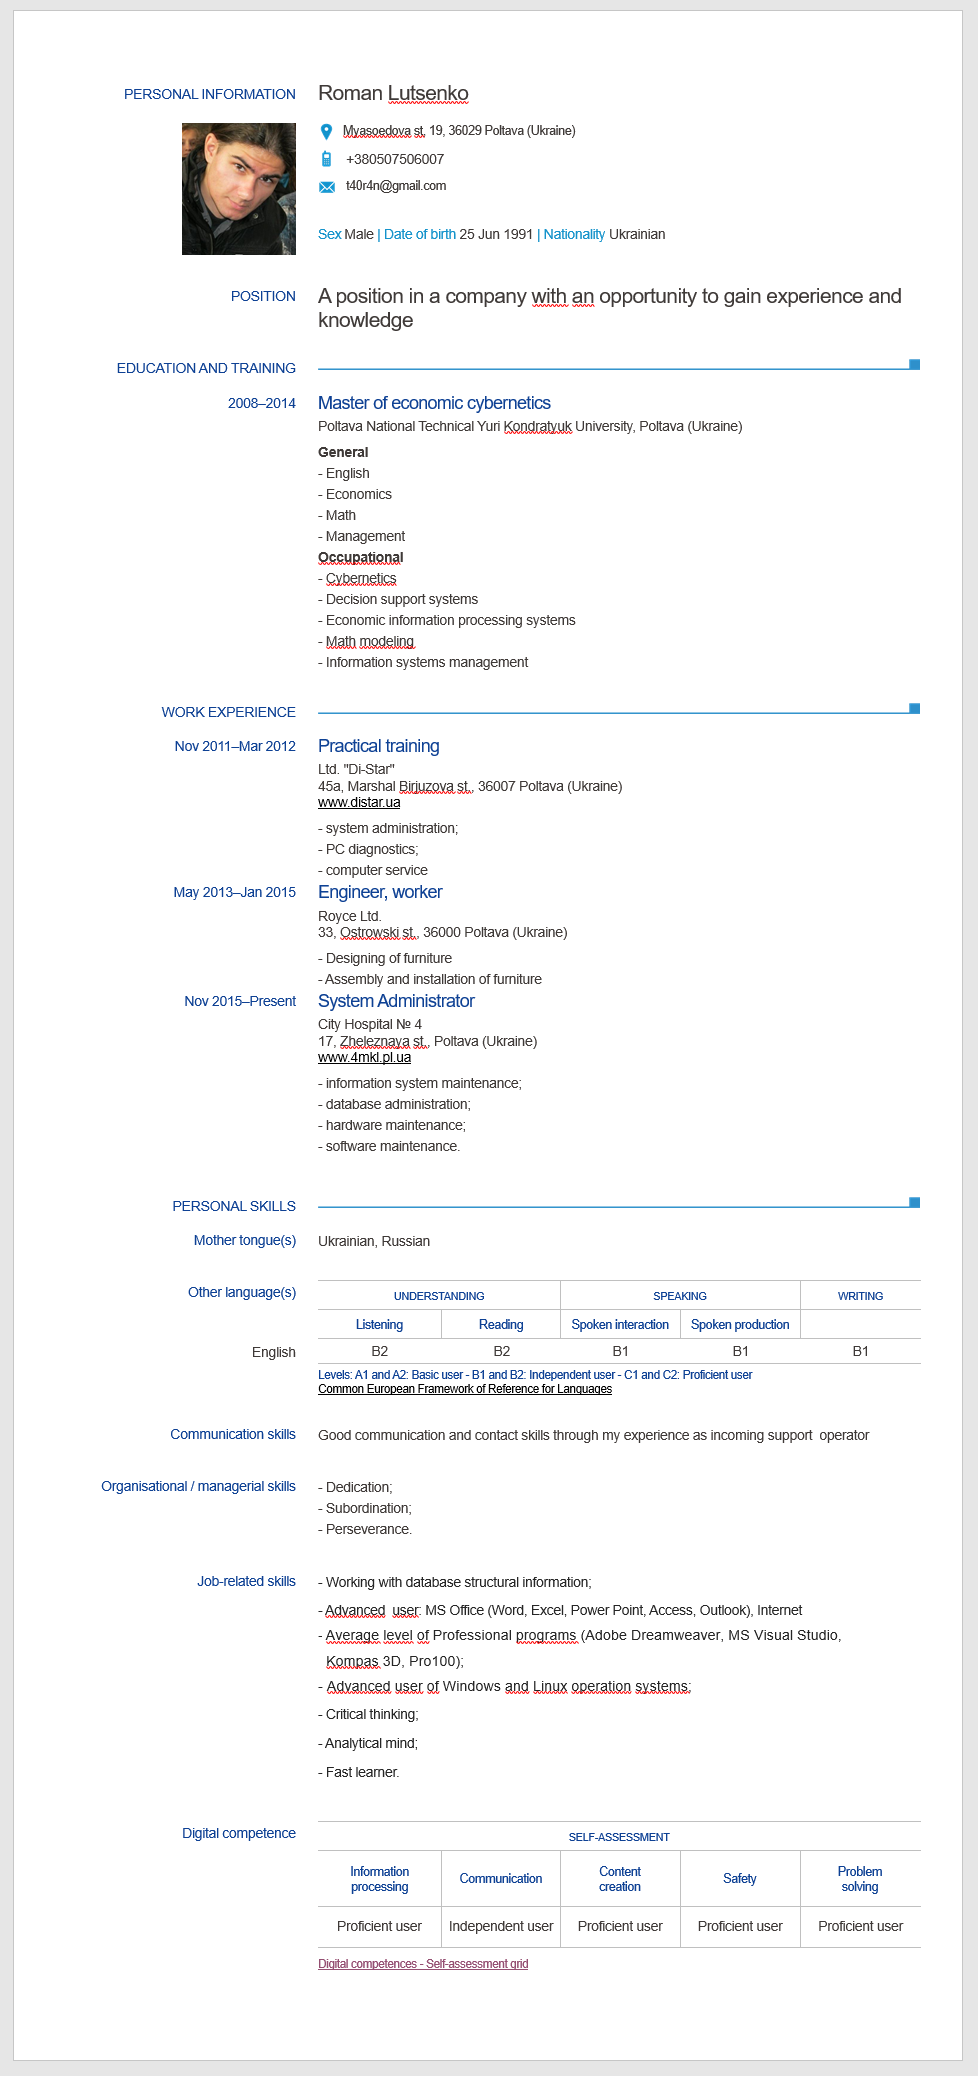 PERSONAL INFORMATION
Roman Lutsenko
Myasoedova st, 19, 36029 Poltava (Ukraine)
+380507506007
t40r4n@gmail.com
Sex Male | Date of birth 25 Jun 1991 | Nationality Ukrainian
POSITION
A position in a company with an opportunity to gain experience and
knowledge
EDUCATION AND TRAINING
2008–2014
Master of economic cybernetics
Poltava National Technical Yuri Kondratyuk University, Poltava (Ukraine)
General
- English
- Economics
- Math
- Management
Occupational
- Cybernetics
- Decision support systems
- Economic information processing systems
- Math modeling
- Information systems management
WORK EXPERIENCE
Nov 2011–Mar 2012
Practical training
Ltd. "Di-Star"
45a, Marshal Birjuzova st., 36007 Poltava (Ukraine)
www.distar.ua
- system administration;
- PC diagnostics;
- computer service
May 2013–Jan 2015
Engineer, worker
Royce Ltd.
33, Ostrowski st., 36000 Poltava (Ukraine)
- Designing of furniture
- Assembly and installation of furniture
Nov 2015–Present
System Administrator
City Hospital № 4
17, Zheleznaya st., Poltava (Ukraine)
www.4mkl.pl.ua
- information system maintenance;
- database administration;
- hardware maintenance;
- software maintenance.
PERSONAL SKILLS
Mother tongue(s)
Ukrainian, Russian
Other language(s)
UNDERSTANDING SPEAKING WRITING
Listening Reading Spoken interaction Spoken production
English B2 B2 B1 B1 B1
Levels: A1 and A2: Basic user - B1 and B2: Independent user - C1 and C2: Proficient user
Common European Framework of Reference for Languages
Communication skills
Good communication and contact skills through my experience as incoming support operator
Organisational / managerial skills
- Dedication;
- Subordination;
- Perseverance.
Job-related skills
- Working with database structural information;
- Advanced user: MS Office (Word, Excel, Power Point, Access, Outlook), Internet
- Average level of Professional programs (Adobe Dreamweaver, MS Visual Studio,
Kompas 3D, Pro100);
- Advanced user of Windows and Linux operation systems;
- Critical thinking;
- Analytical mind;
- Fast learner.
Digital competence
SELF-ASSESSMENT
Information processing Communication Content creation Safety Problem solving
Proficient user Independent user Proficient user Proficient user Proficient user
Digital competences - Self-assessment grid